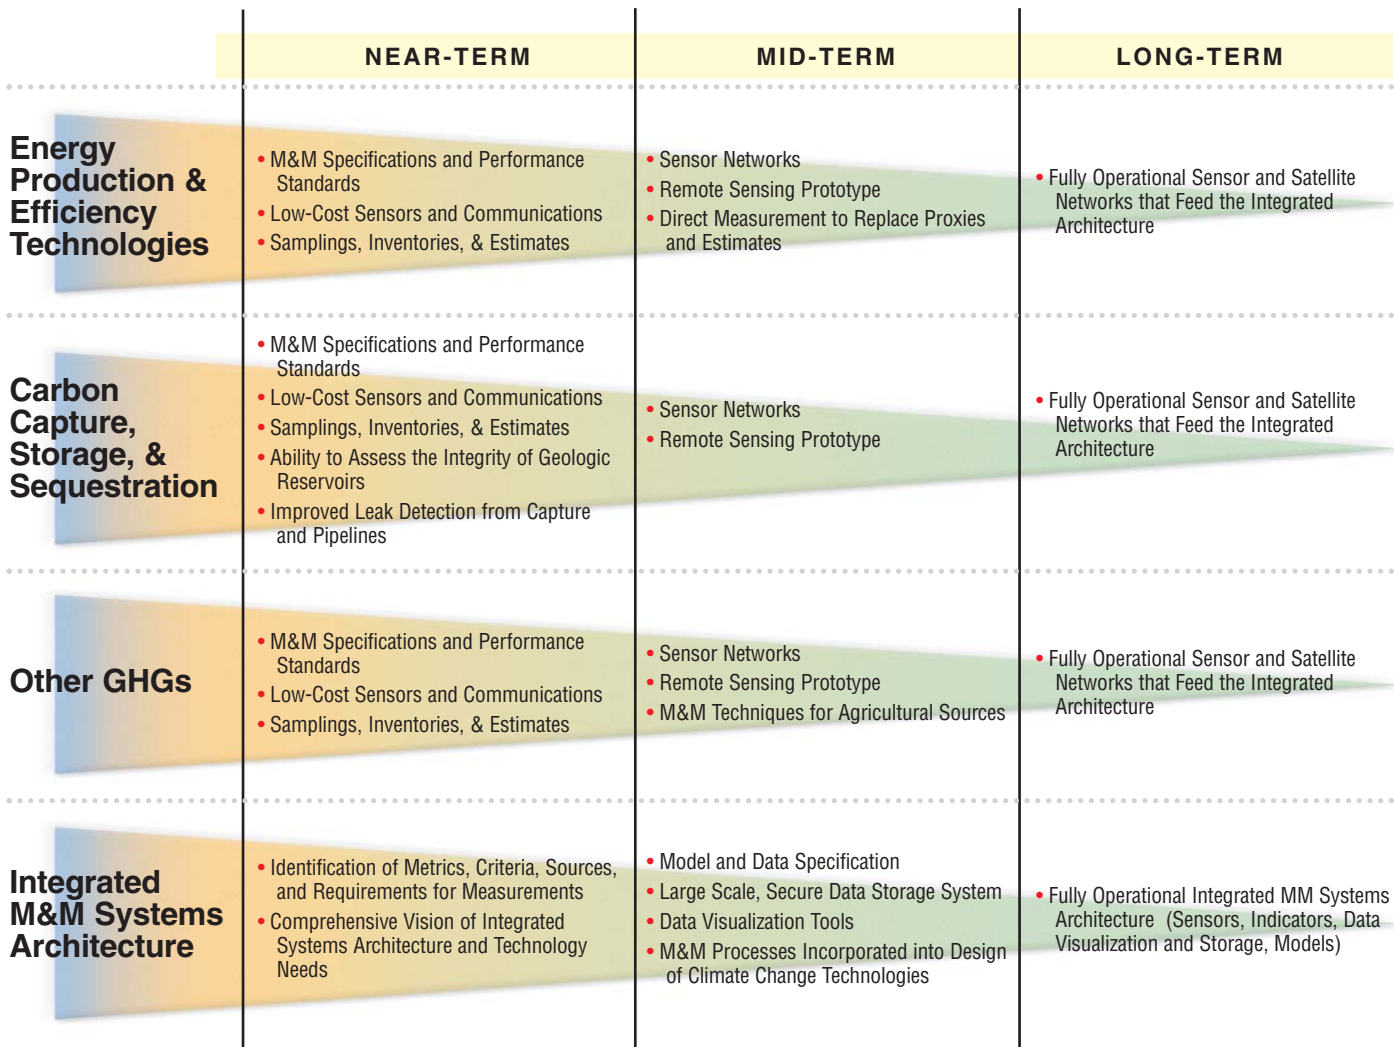 NEAR-TERM
MID-TERM
LONG-TERM
Energy
Production &
Efficiency
Technologies
• M&M Specifications and Performance
Standards
• Low-Cost Sensors and Communications
• Samplings, Inventories, & Estimates
• Sensor Networks
• Remote Sensing Prototype
• Direct Measurement to Replace Proxies
and Estimates
• Fully Operational Sensor and Satellite
Networks that Feed the Integrated
Architecture
Carbon
Capture,
Storage, &
Sequestration
• M&M Specifications and Performance
Standards
• Low-Cost Sensors and Communications
• Samplings, Inventories, & Estimates
• Ability to Assess the Integrity of Geologic
Reservoirs
• Improved Leak Detection from Capture
and Pipelines
• Sensor Networks
• Remote Sensing Prototype
• Fully Operational Sensor and Satellite
Networks that Feed the Integrated
Architecture
Other GHGs
• M&M Specifications and Performance
Standards
• Low-Cost Sensors and Communications
• Samplings, Inventories, & Estimates
• Sensor Networks
• Remote Sensing Prototype
• M&M Techniques for Agricultural Sources
• Fully Operational Sensor and Satellite
Networks that Feed the Integrated
Architecture
Integrated
M&M Systems
Architecture
• Identification of Metrics, Criteria, Sources,
and Requirements for Measurements
• Comprehensive Vision of Integrated
Systems Architecture and Technology
Needs
• Model and Data Specification
• Large Scale, Secure Data Storage System
• Data Visualization Tools
• M&M Processes Incorporated into Design
of Climate Change Technologies
• Fully Operational Integrated MM Systems
Architecture (Sensors, Indicators, Data
Visualization and Storage, Models)